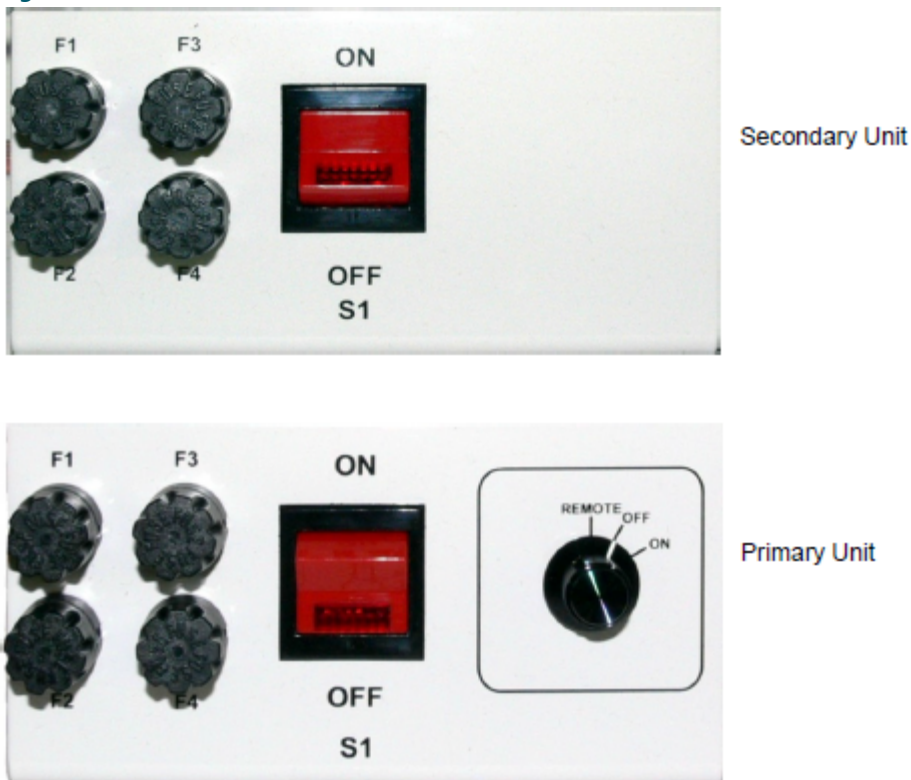 F1 F3
ON
Secondary Unit
F2 F4
OFF
S1
F1 F3
ON
REMOTE OFF
ON
Primary Unit
F2 F4
OFF
S1